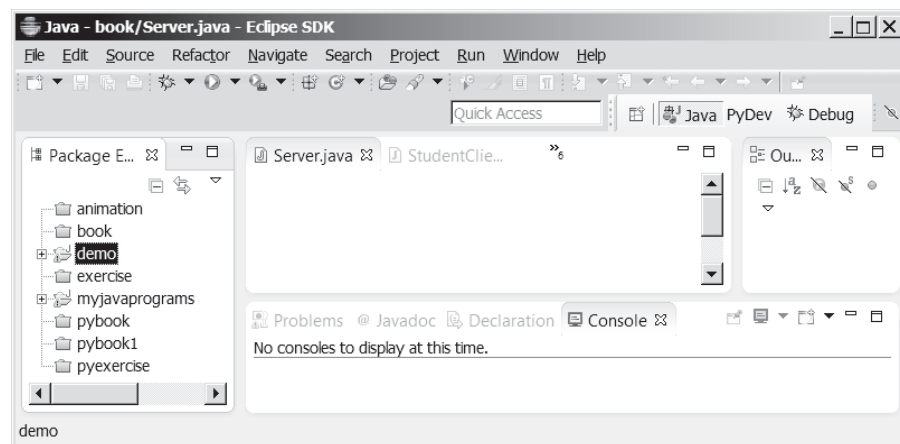 Java - book/Server.java - Eclipse SDK
File Edit Source Refactor Navigate Search Project Run Window Help
Quick Access
Java PyDev Debug
Package E...
Server.java StudentClie... »6
Ou...
animation
book
demo
exercise
myjavaprograms
pybook
pybook1
pyexercise
Problems @ Javadoc Declaration Console
No consoles to display at this time.
demo